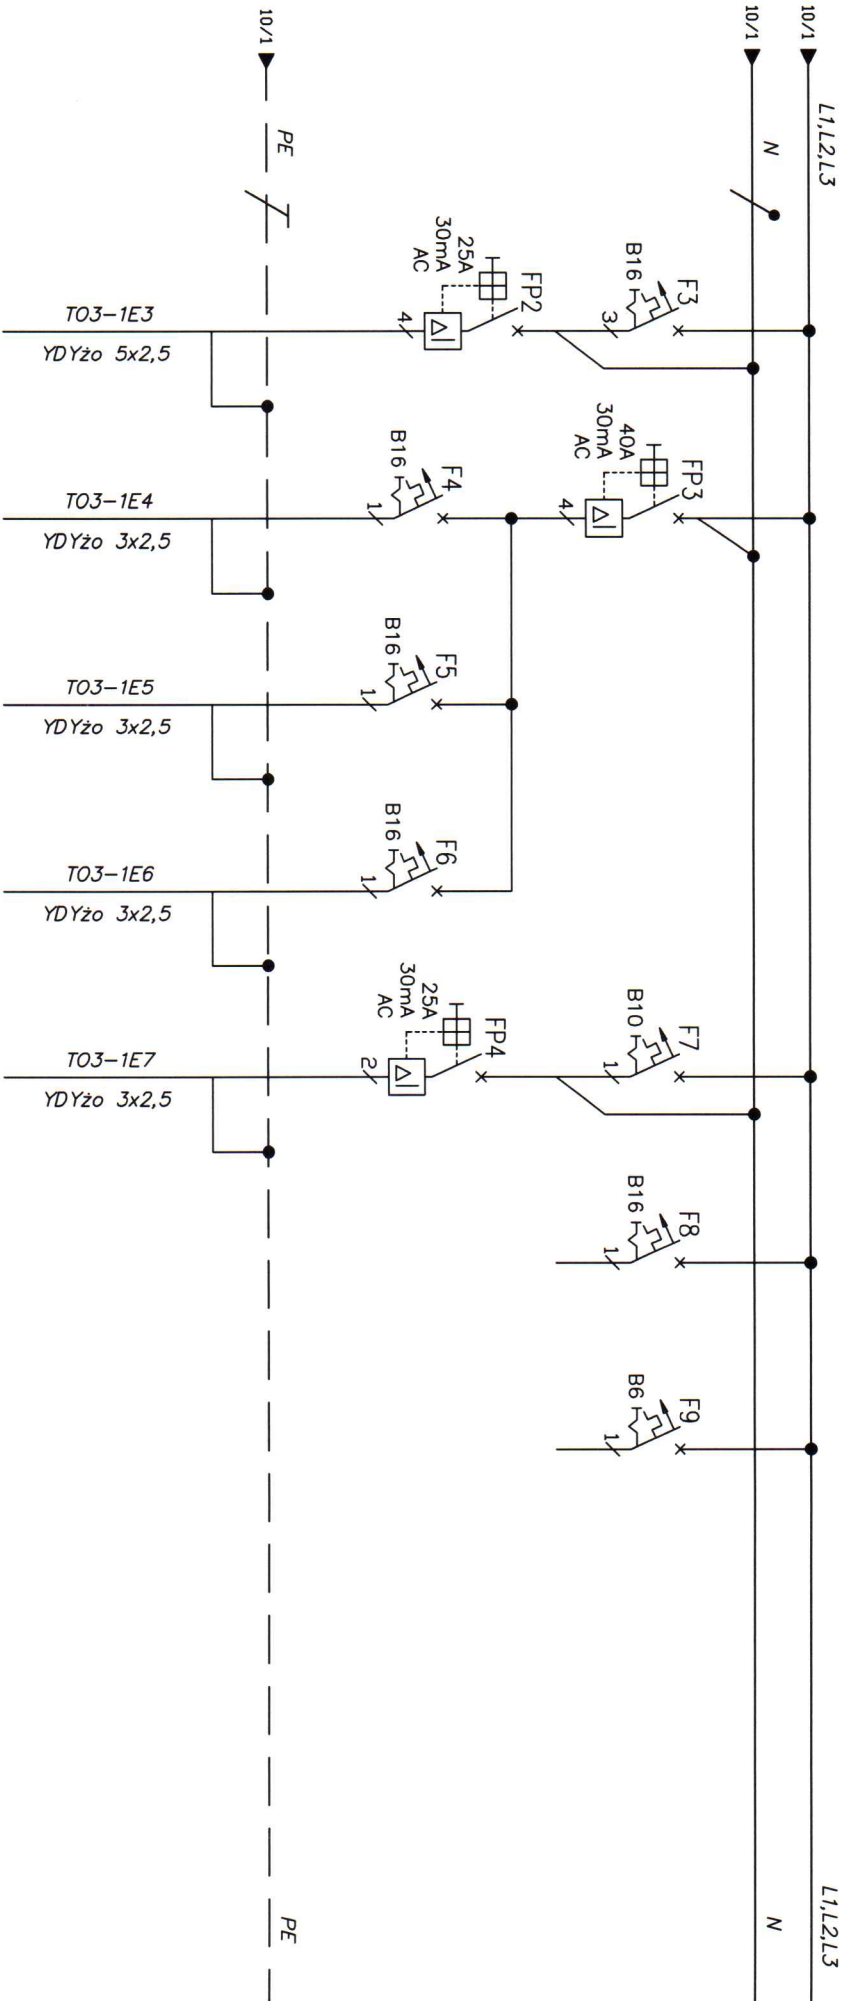 10/1
L1,L2,L3
L1,L2,L3
10/1
N
N
F3
B16
3
FP2
25A
30mA
AC
4
FP3
40A
30mA
AC
4
F4
B16
1
F5
B16
1
F6
B16
1
F7
B10
1
FP4
25A
30mA
AC
2
F8
B16
1
F9
B6
1
10/1
PE
PE
TO3-1E3
YDYżo 5x2,5
TO3-1E4
YDYżo 3x2,5
TO3-1E5
YDYżo 3x2,5
TO3-1E6
YDYżo 3x2,5
TO3-1E7
YDYżo 3x2,5